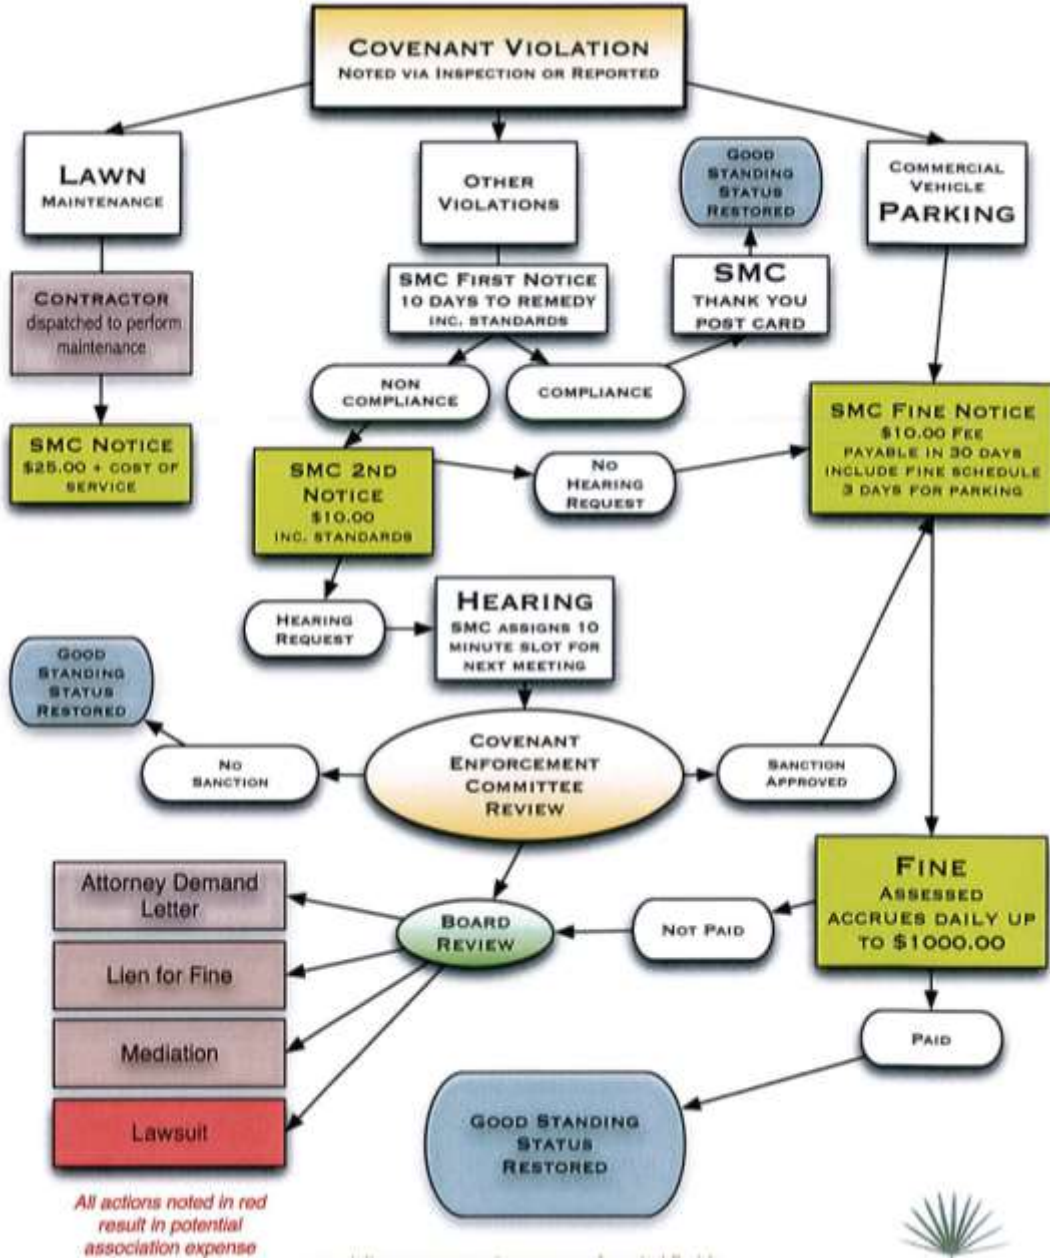 COVENANT VIOLATION
NOTED VIA INSPECTION OR REPORTED
LAWN
MAINTENANCE
OTHER
VIOLATIONS
GOOD
STANDING
STATUS
RESTORED
COMMERCIAL
VEHICLE
PARKING
CONTRACTOR
dispatched to perform
maintenance
SMC FIRST NOTICE
10 DAYS TO REMEDY
INC. STANDARDS
SMC
THANK YOU
POST CARD
NON
COMPLIANCE
COMPLIANCE
SMC NOTICE
$25.00 + COST OF
SERVICE
SMC 2ND
NOTICE
$10.00
INC. STANDARDS
NO
HEARING
REQUEST
SMC FINE NOTICE
$10.00 FEE
PAYABLE IN 30 DAYS
INCLUDE FINE SCHEDULE
3 DAYS FOR PARKING
HEARING
REQUEST
HEARING
SMC ASSIGNS 10
MINUTE SLOT FOR
NEXT MEETING
GOOD
STANDING
STATUS
RESTORED
NO
SANCTION
COVENANT
ENFORCEMENT
COMMITTEE
REVIEW
SANCTION
APPROVED
Attorney Demand
Letter
Lien for Fine
Mediation
Lawsuit
BOARD
REVIEW
NOT PAID
FINE
ASSESSED
ACCRUES DAILY UP
TO $1000.00
PAID
GOOD STANDING
STATUS
RESTORED
All actions noted in red
result in potential
association expense